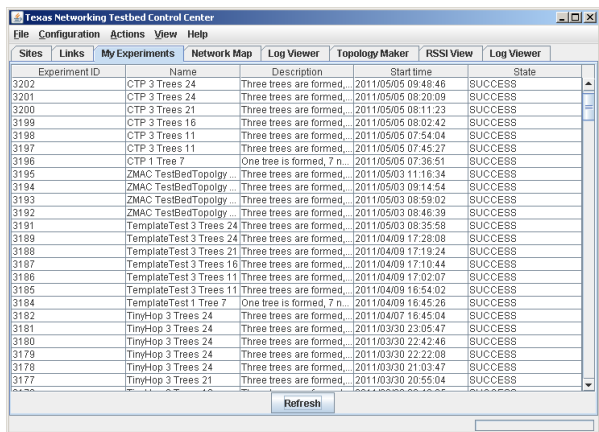 Texas Networking Testbed Control Center
File Configuration Actions View Help
Sites Links My Experiments Network Map Log Viewer Topology Maker RSSI View Log Viewer
Experiment ID Name Description Start time State
3202 CTP 3 Trees 24 Three trees are formed,... 2011/05/05 09:48:46 SUCCESS
3201 CTP 3 Trees 24 Three trees are formed,... 2011/05/05 08:20:09 SUCCESS
3200 CTP 3 Trees 21 Three trees are formed,... 2011/05/05 08:11:23 SUCCESS
3199 CTP 3 Trees 16 Three trees are formed,... 2011/05/05 08:02:42 SUCCESS
3198 CTP 3 Trees 11 Three trees are formed,... 2011/05/05 07:54:04 SUCCESS
3197 CTP 3 Trees 11 Three trees are formed,... 2011/05/05 07:45:27 SUCCESS
3196 CTP 1 Tree 7 One tree is formed, 7 n... 2011/05/05 07:36:51 SUCCESS
3195 ZMAC TestBedTopolgy ... Three trees are formed,... 2011/05/03 11:16:34 SUCCESS
3194 ZMAC TestBedTopolgy ... Three trees are formed,... 2011/05/03 09:14:54 SUCCESS
3193 ZMAC TestBedTopolgy ... Three trees are formed,... 2011/05/03 08:59:02 SUCCESS
3192 ZMAC TestBedTopolgy ... Three trees are formed,... 2011/05/03 08:46:39 SUCCESS
3191 TemplateTest 3 Trees 24 Three trees are formed,... 2011/05/03 08:35:58 SUCCESS
3189 TemplateTest 3 Trees 24 Three trees are formed,... 2011/04/09 17:28:08 SUCCESS
3188 TemplateTest 3 Trees 21 Three trees are formed,... 2011/04/09 17:19:24 SUCCESS
3187 TemplateTest 3 Trees 16 Three trees are formed,... 2011/04/09 17:10:44 SUCCESS
3186 TemplateTest 3 Trees 11 Three trees are formed,... 2011/04/09 17:02:07 SUCCESS
3185 TemplateTest 3 Trees 11 Three trees are formed,... 2011/04/09 16:54:02 SUCCESS
3184 TemplateTest 1 Tree 7 One tree is formed, 7 n... 2011/04/09 16:45:26 SUCCESS
3182 TinyHop 3 Trees 24 Three trees are formed,... 2011/04/07 16:45:04 SUCCESS
3181 TinyHop 3 Trees 24 Three trees are formed,... 2011/03/30 23:05:47 SUCCESS
3180 TinyHop 3 Trees 24 Three trees are formed,... 2011/03/30 22:42:46 SUCCESS
3179 TinyHop 3 Trees 24 Three trees are formed,... 2011/03/30 22:22:08 SUCCESS
3178 TinyHop 3 Trees 24 Three trees are formed,... 2011/03/30 21:03:47 SUCCESS
3177 TinyHop 3 Trees 21 Three trees are formed,... 2011/03/30 20:55:04 SUCCESS
Refresh